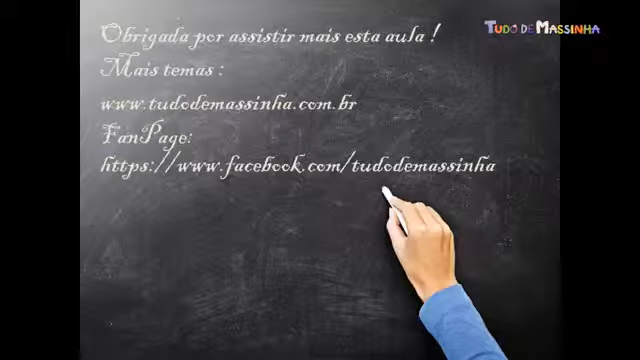 Obrigada por assistir mais esta aula !
TUDO DE MASSINHA
Mais temas :
www.tudodemassinha.com.br
FanPage:
https://www.facebook.com/tudodemassinha